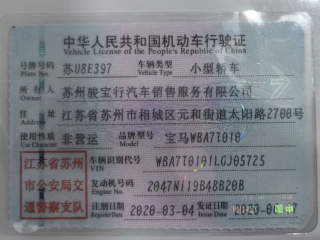 中华人民共和国机动车行驶证
Vehicle License of the People's Republic of China
号牌号码 苏U8E397 车辆类型 小型轿车
Plate No. Vehicle Type
所有人 苏州骏宝行汽车销售服务有限公司
Owner
住址 江苏省苏州市相城区元和街道太阳路2700号
Address
使用性质 非营运 品牌型号 宝马WBA7T010
Use Character Model
江苏省苏州 车辆识别代号 WBA7T0101LGJ05725
VIN
市公安局交 发动机号码 2047NI19B48B20B
Engine No.
通警察支队 注册日期 2020-03-04 发证日期
Register Date Issue Date